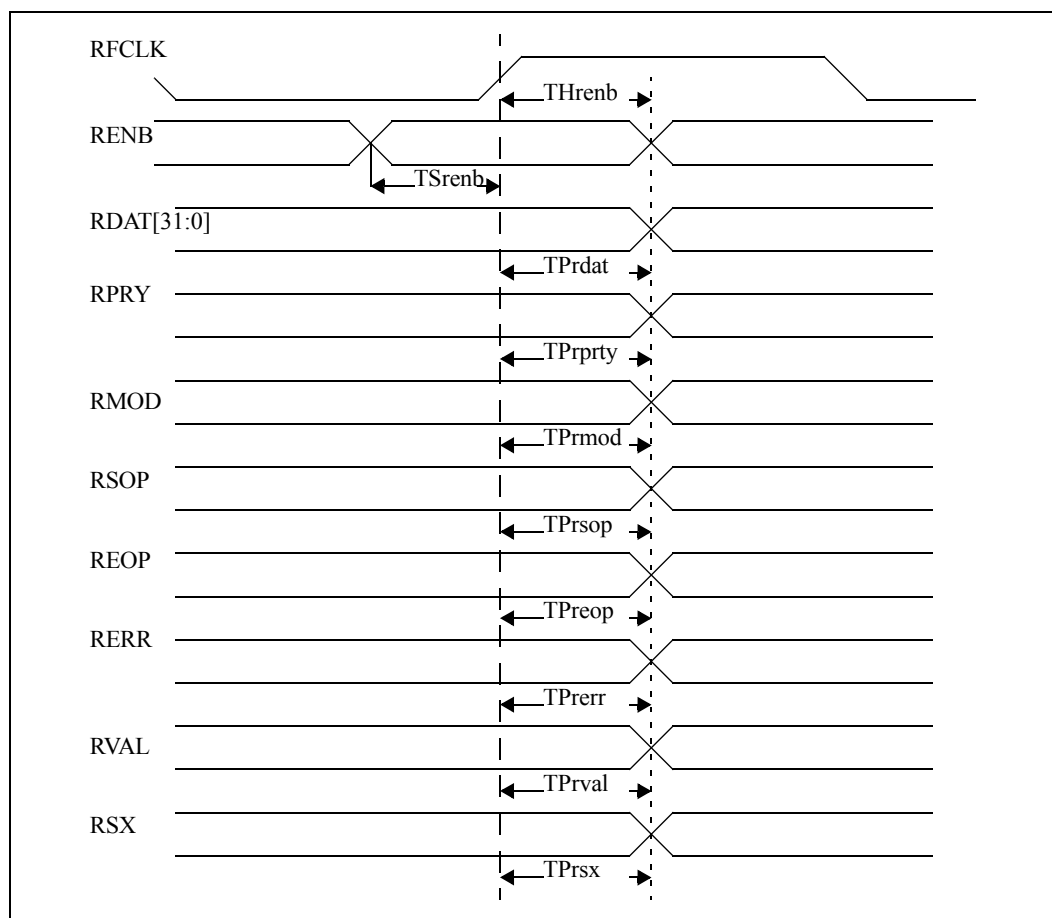 RFCLK
THrenb
RENB
TSrenb
RDAT[31:0]
TPrdat
RPRY
TPrprty
RMOD
TPrmod
RSOP
TPrsop
REOP
TPreop
RERR
TPrerr
RVAL
TPrval
RSX
TPrsx